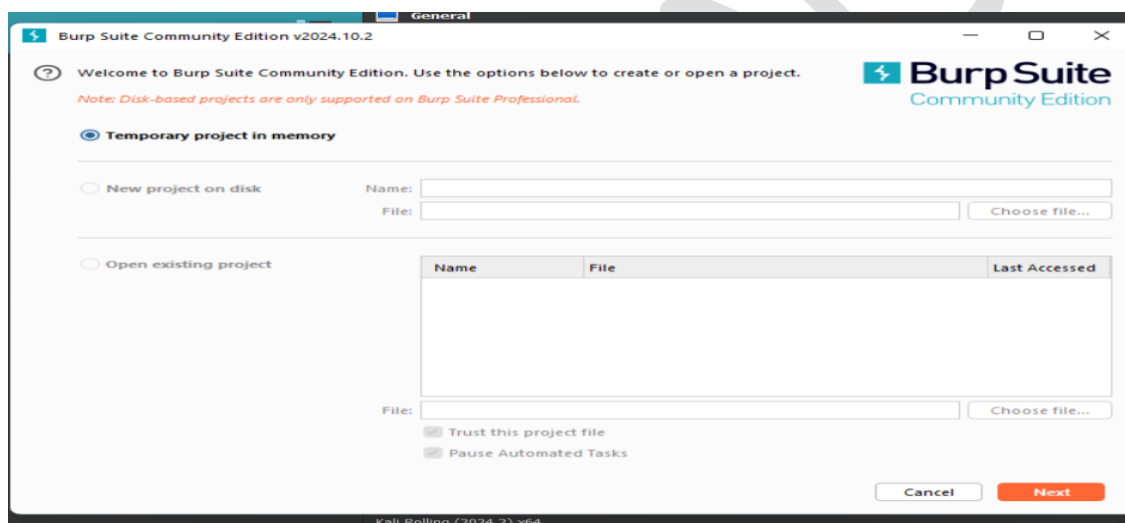 General
Burp Suite Community Edition v2024.10.2
Welcome to Burp Suite Community Edition. Use the options below to create or open a project.
Note: Disk-based projects are only supported on Burp Suite Professional.
Burp Suite
Community Edition
Temporary project in memory
New project on disk
Name:
File:
Choose file...
Open existing project
Name File Last Accessed
File:
Choose file...
Trust this project file
Pause Automated Tasks
Cancel
Next
Kali Rolling (2024.2) x64